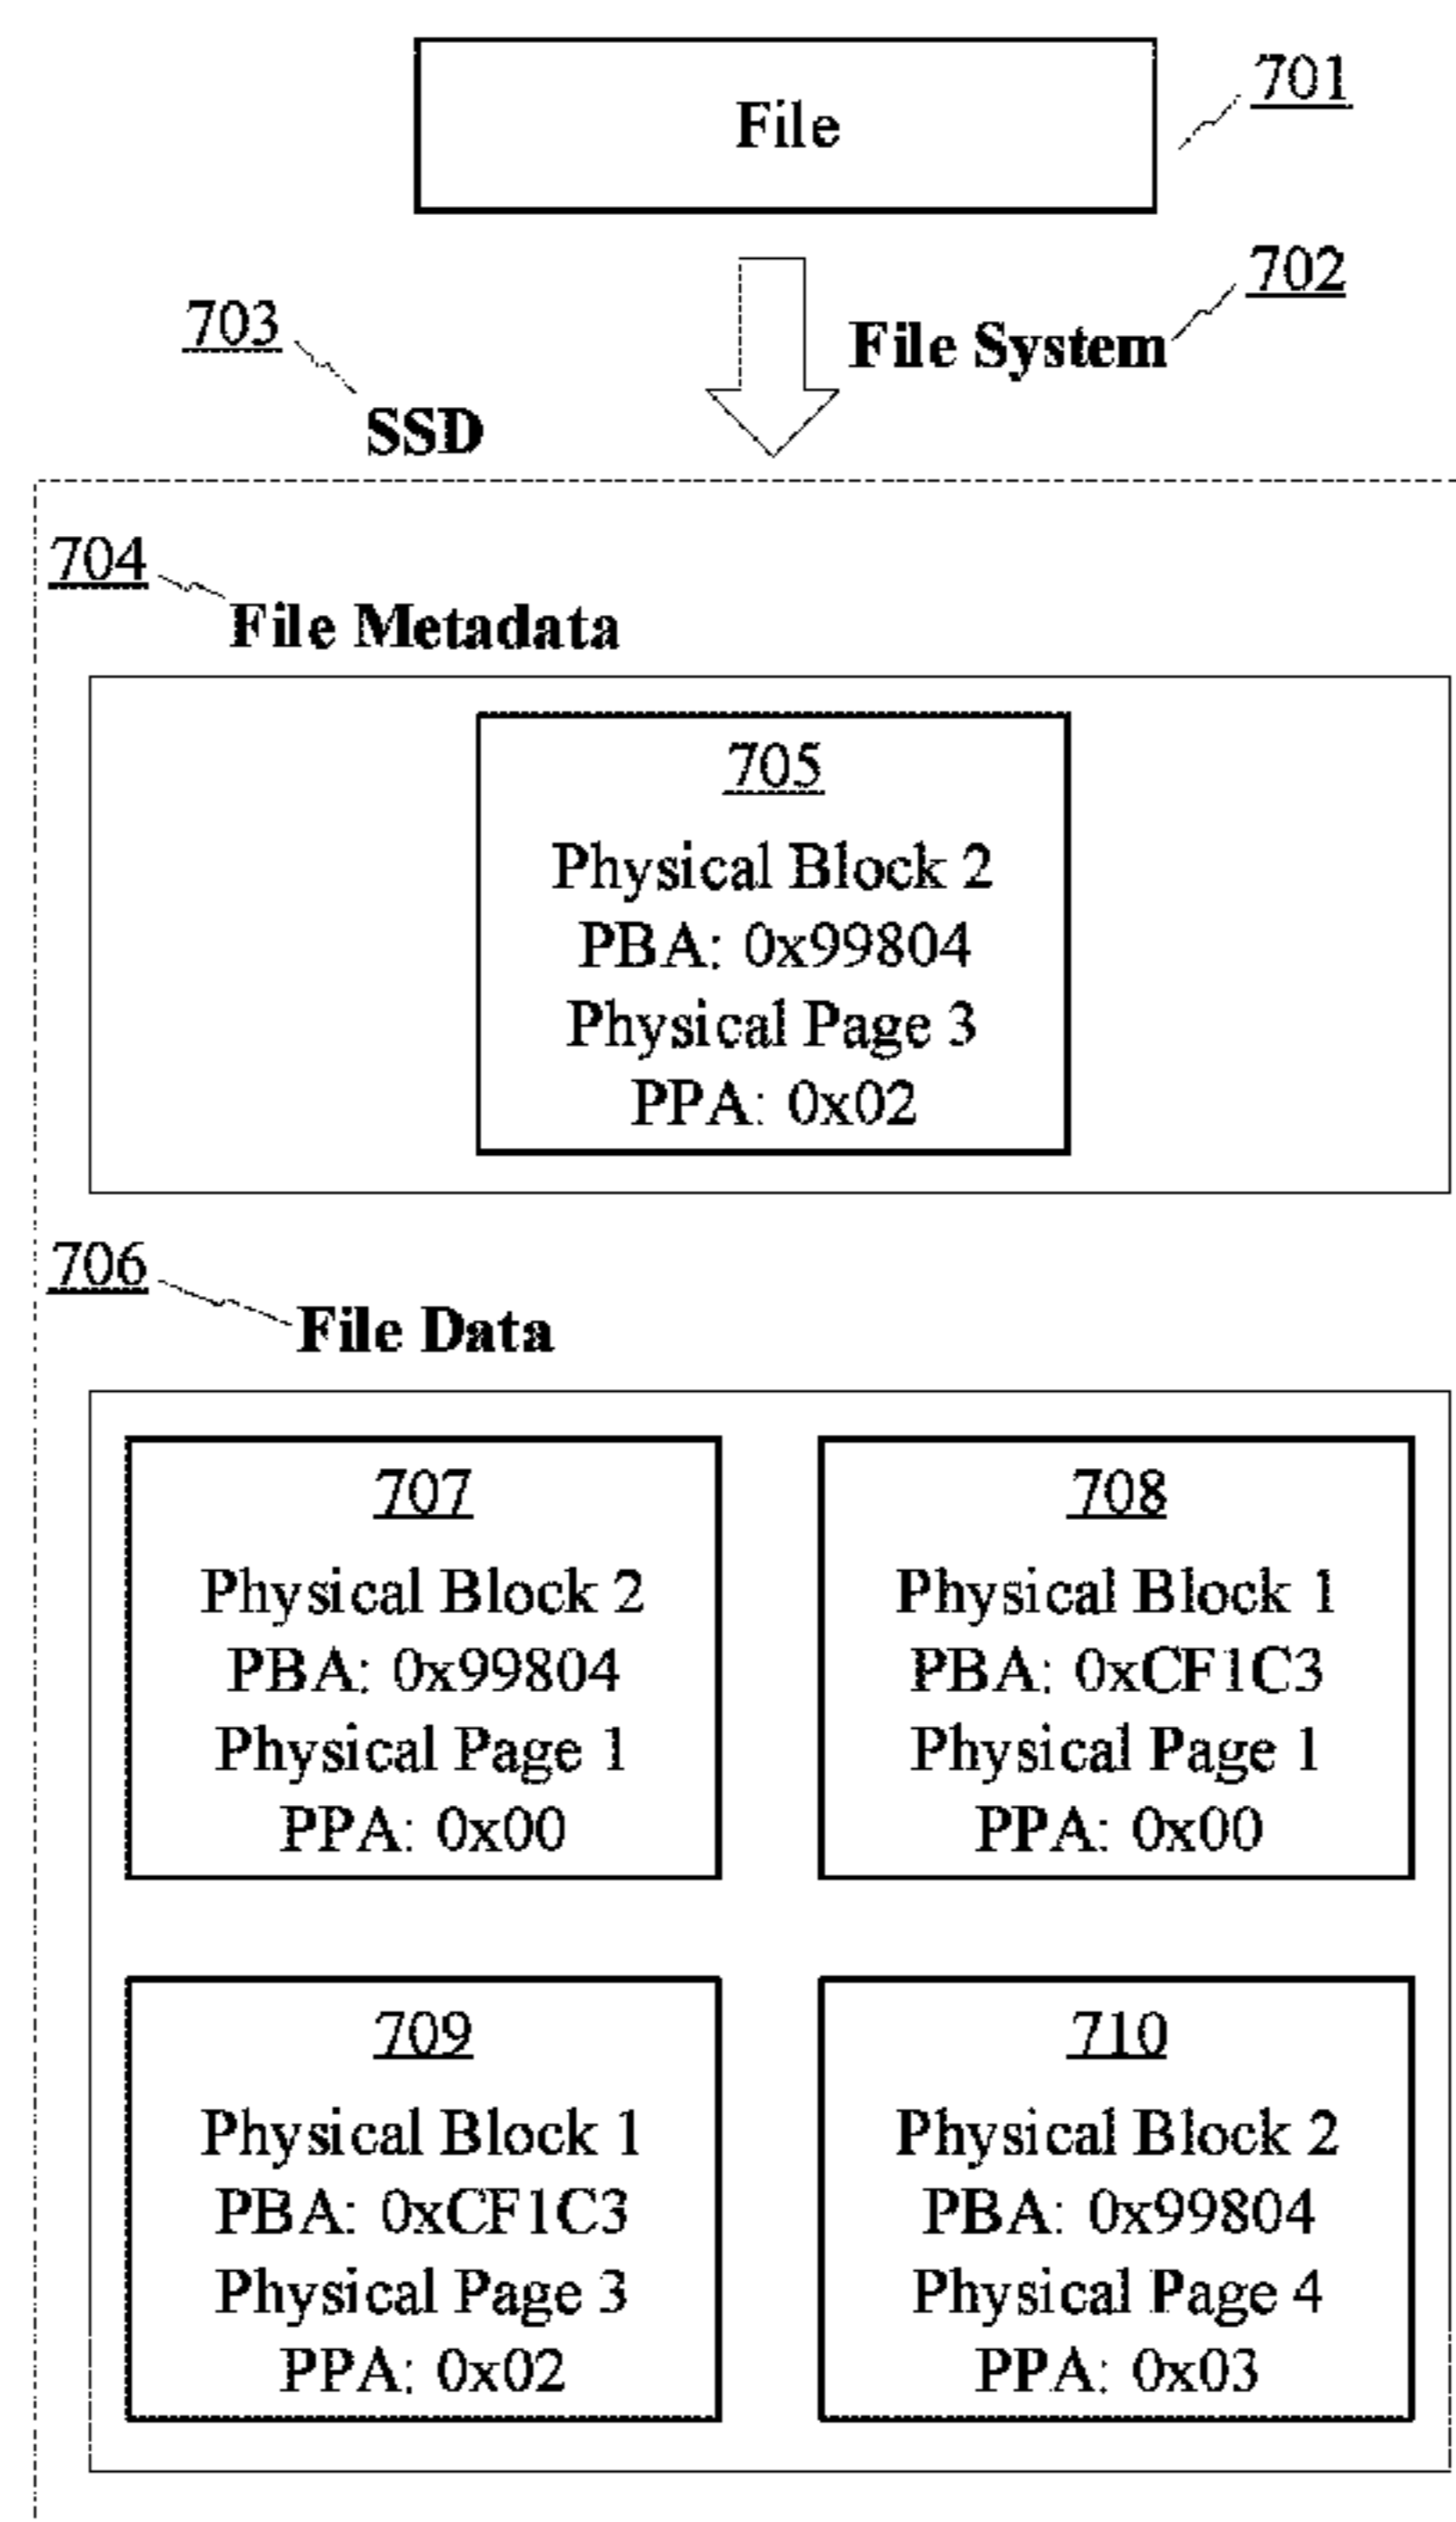 File
701
702
File System
703
SSD
704
File Metadata
705
Physical Block 2
PBA: 0x99804
Physical Page 3
PPA: 0x02
706
File Data
707
Physical Block 2
PBA: 0x99804
Physical Page 1
PPA: 0x00
708
Physical Block 1
PBA: 0xCF1C3
Physical Page 1
PPA: 0x00
709
Physical Block 1
PBA: 0xCF1C3
Physical Page 3
PPA: 0x02
710
Physical Block 2
PBA: 0x99804
Physical Page 4
PPA: 0x03